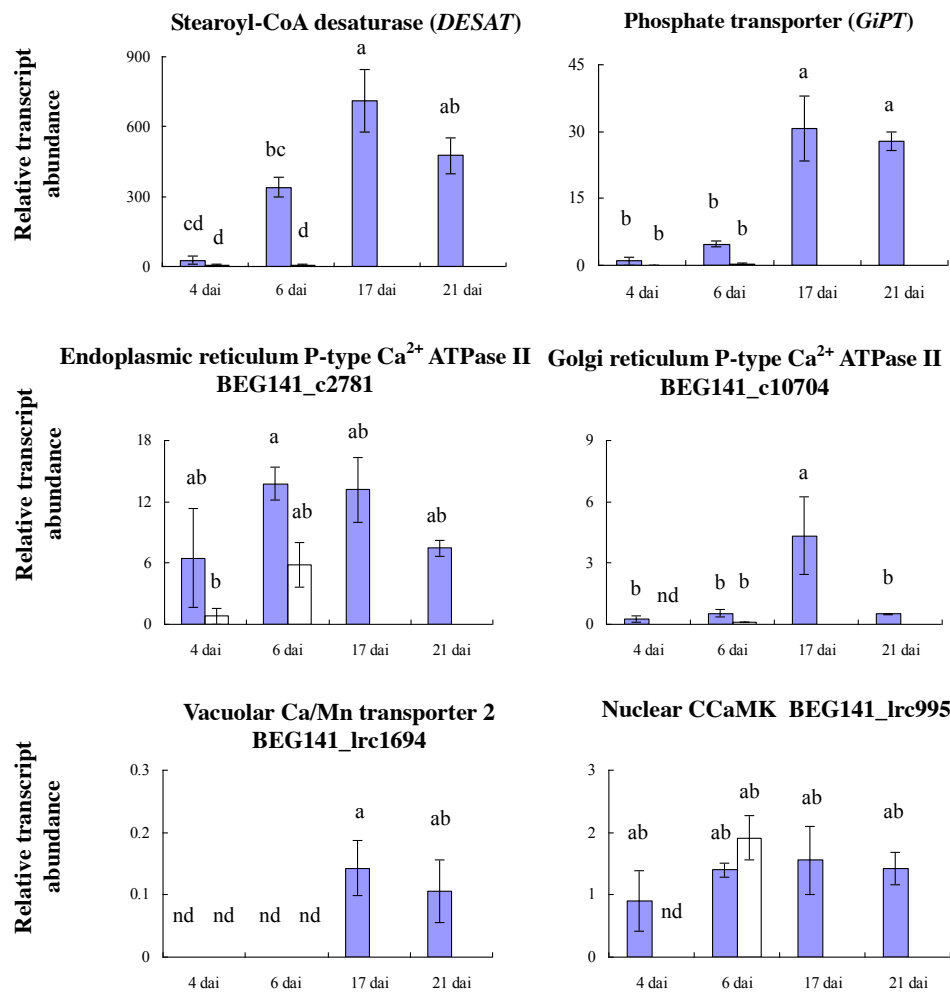 Stearoyl-CoA desaturase (DESAT)
Relative transcript
abundance
900
600
300
0
cd
d
bc
d
a
ab
4 dai
6 dai
17 dai
21 dai
Phosphate transporter (GiPT)
45
30
15
0
b
b
b
b
a
a
4 dai
6 dai
17 dai
21 dai
Endoplasmic reticulum P-type Ca2+ ATPase II
BEG141_c2781
Relative transcript
abundance
18
12
6
0
ab
b
a
ab
ab
ab
4 dai
6 dai
17 dai
21 dai
Golgi reticulum P-type Ca2+ ATPase II
BEG141_c10704
9
6
3
0
b
nd
b
b
a
b
4 dai
6 dai
17 dai
21 dai
Vacuolar Ca/Mn transporter 2
BEG141_lrc1694
Relative transcript
abundance
0.3
0.2
0.1
0
nd
nd
nd
nd
a
ab
4 dai
6 dai
17 dai
21 dai
Nuclear CCaMK BEG141_lrc995
3
2
1
0
ab
nd
ab
ab
ab
ab
4 dai
6 dai
17 dai
21 dai